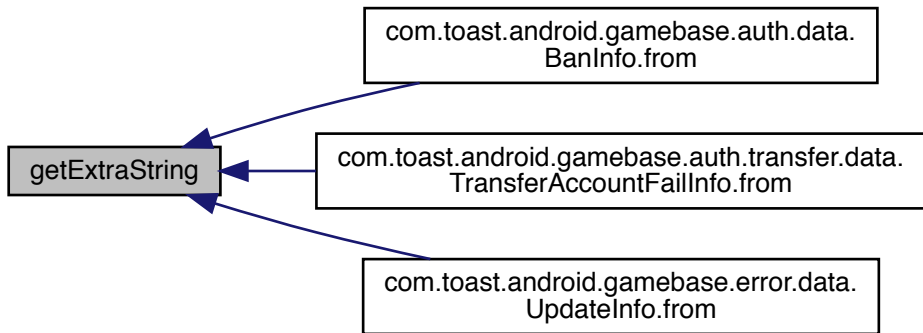 com.toast.android.gamebase.auth.data.
BanInfo.from
getExtraString
com.toast.android.gamebase.auth.transfer.data.
TransferAccountFailInfo.from
com.toast.android.gamebase.error.data.
UpdateInfo.from